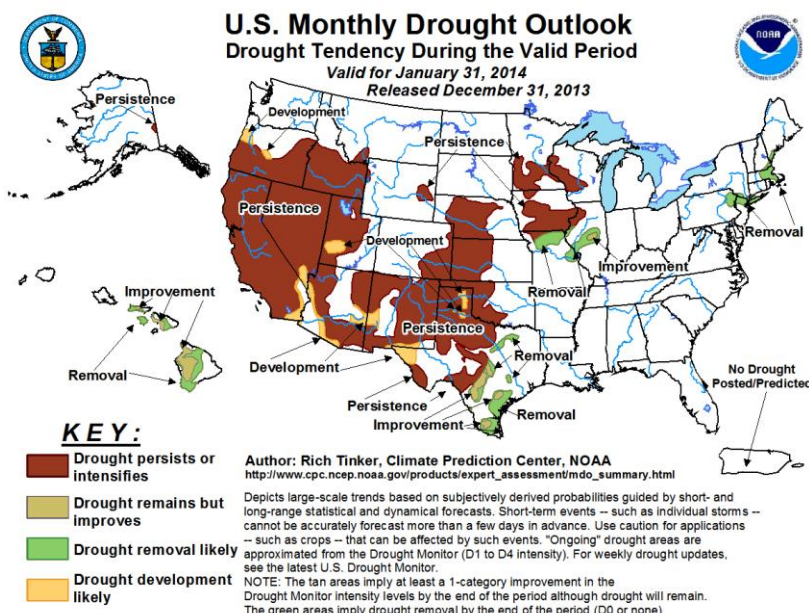 U.S. Monthly Drought Outlook
Drought Tendency During the Valid Period
Valid for January 31, 2014
Released December 31, 2013
NOAA
Persistence
Development
Persistence
Persistence
Development
Removal
Improvement
Improvement
Removal
Persistence
Removal
Development
Removal
No Drought
Posted/Predicted
Persistence
Removal
Improvement
KEY:
Drought persists or
intensifies
Drought remains but
improves
Drought removal likely
Drought development
likely
Author: Rich Tinker, Climate Prediction Center, NOAA
http://www.cpc.ncep.noaa.gov/products/expert_assessment/mdo_summary.html
Depicts large-scale trends based on subjectively derived probabilities guided by short- and
long-range statistical and dynamical forecasts. Short-term events -- such as individual storms --
cannot be accurately forecast more than a few days in advance. Use caution for applications
-- such as crops -- that can be affected by such events. "Ongoing" drought areas are
approximated from the Drought Monitor (D1 to D4 intensity). For weekly drought updates,
see the latest U.S. Drought Monitor.
NOTE: The tan areas imply at least a 1-category improvement in the
Drought Monitor intensity levels by the end of the period although drought will remain.
The green areas imply drought removal by the end of the period (D0 or none)